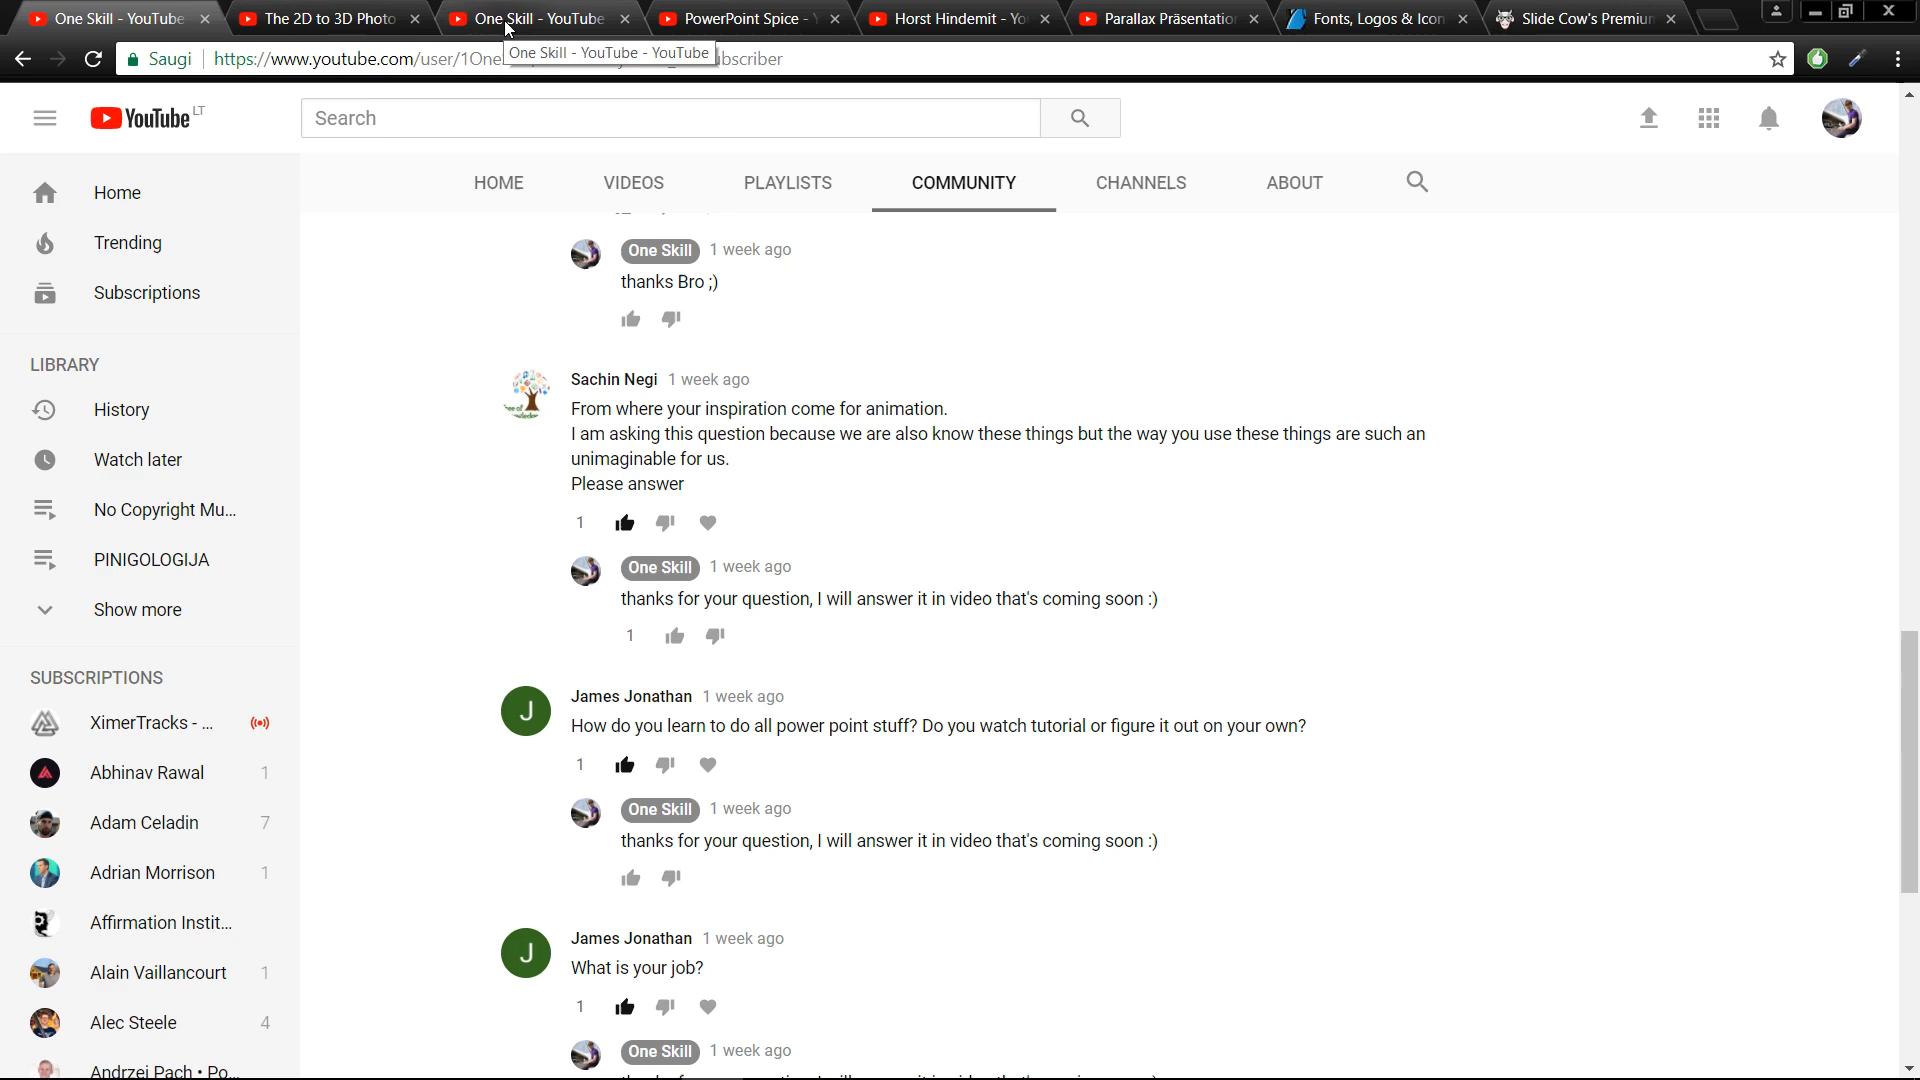 One Skill - YouTube
The 2D to 3D Photo
One Skill - YouTube
PowerPoint Spice -
Horst Hindemit - Yo
Parallax Präsentatio
Fonts, Logos & Icon
Slide Cow's Premiu
Saugi
https://www.youtube.com/user/1One
One Skill - YouTube - YouTube
bscriber
YouTube LT
Search
HOME
VIDEOS
PLAYLISTS
COMMUNITY
CHANNELS
ABOUT
Home
Trending
Subscriptions
LIBRARY
History
Watch later
No Copyright Mu...
PINIGOLOGIJA
Show more
SUBSCRIPTIONS
XimerTracks - ...
Abhinav Rawal 1
Adam Celadin 7
Adrian Morrison 1
Affirmation Instit...
Alain Vaillancourt 1
Alec Steele 4
Andrzej Pach • Po...
One Skill 1 week ago
thanks Bro ;)
Sachin Negi 1 week ago
From where your inspiration come for animation.
I am asking this question because we are also know these things but the way you use these things are such an
unimaginable for us.
Please answer
1
One Skill 1 week ago
thanks for your question, I will answer it in video that's coming soon :)
1
J
James Jonathan 1 week ago
How do you learn to do all power point stuff? Do you watch tutorial or figure it out on your own?
1
One Skill 1 week ago
thanks for your question, I will answer it in video that's coming soon :)
J
James Jonathan 1 week ago
What is your job?
1
One Skill 1 week ago